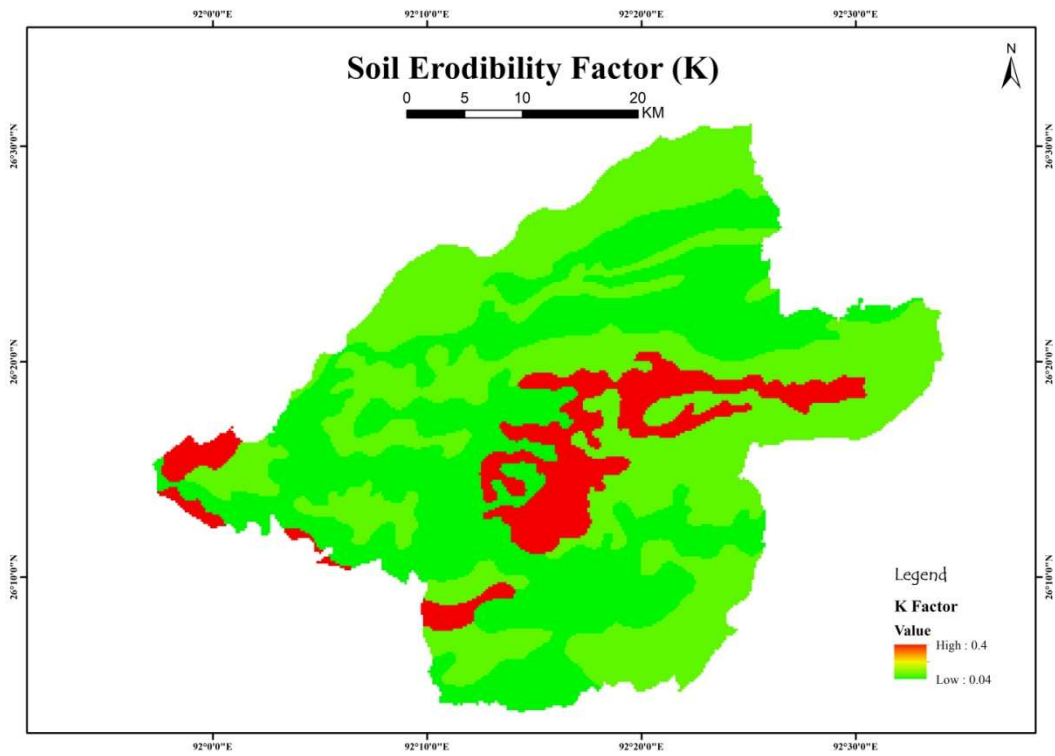 92°0'0"E 92°10'0"E 92°20'0"E 92°30'0"E
Soil Erodibility Factor (K)
N
0 5 10 20
KM
26°30'0"N 26°30'0"N
26°20'0"N 26°20'0"N
26°10'0"N 26°10'0"N
Legend
K Factor
Value
High : 0.4
Low : 0.04
92°0'0"E 92°10'0"E 92°20'0"E 92°30'0"E